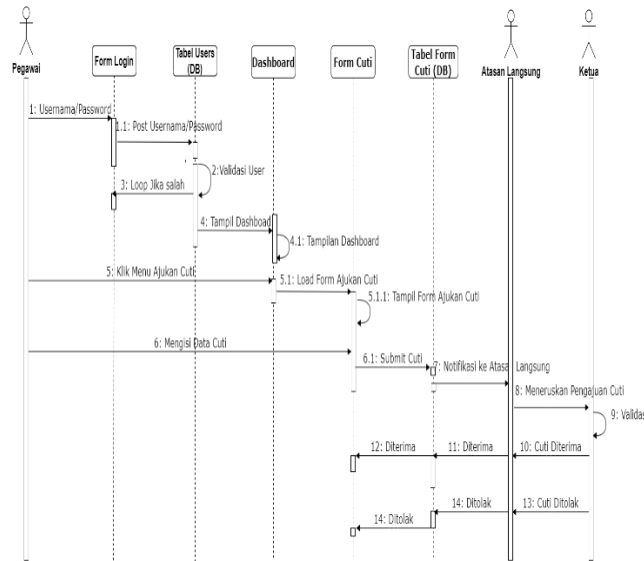 Pegawai
Form Login
Tabel Users
(DB)
Dashboard
Form Cuti
Tabel Form
Cuti (DB)
Atasan Langsung
Ketua
1: Usernama/Password
1.1: Post Usernama/Password
2:Validasi User
3: Loop Jika salah
4: Tampil Dashboad
4.1: Tampilan Dashboard
5: Klik Menu Ajukan Cuti
5.1: Load Form Ajukan Cuti
5.1.1: Tampil Form Ajukan Cuti
6: Mengisi Data Cuti
6.1: Submit Cuti
7: Notifikasi ke Atasan Langsung
8: Meneruskan Pengajuan Cuti
9: Validas
12: Diterima
11: Diterima
10: Cuti Diterima
14: Ditolak
13: Cuti Ditolak
14: Ditolak